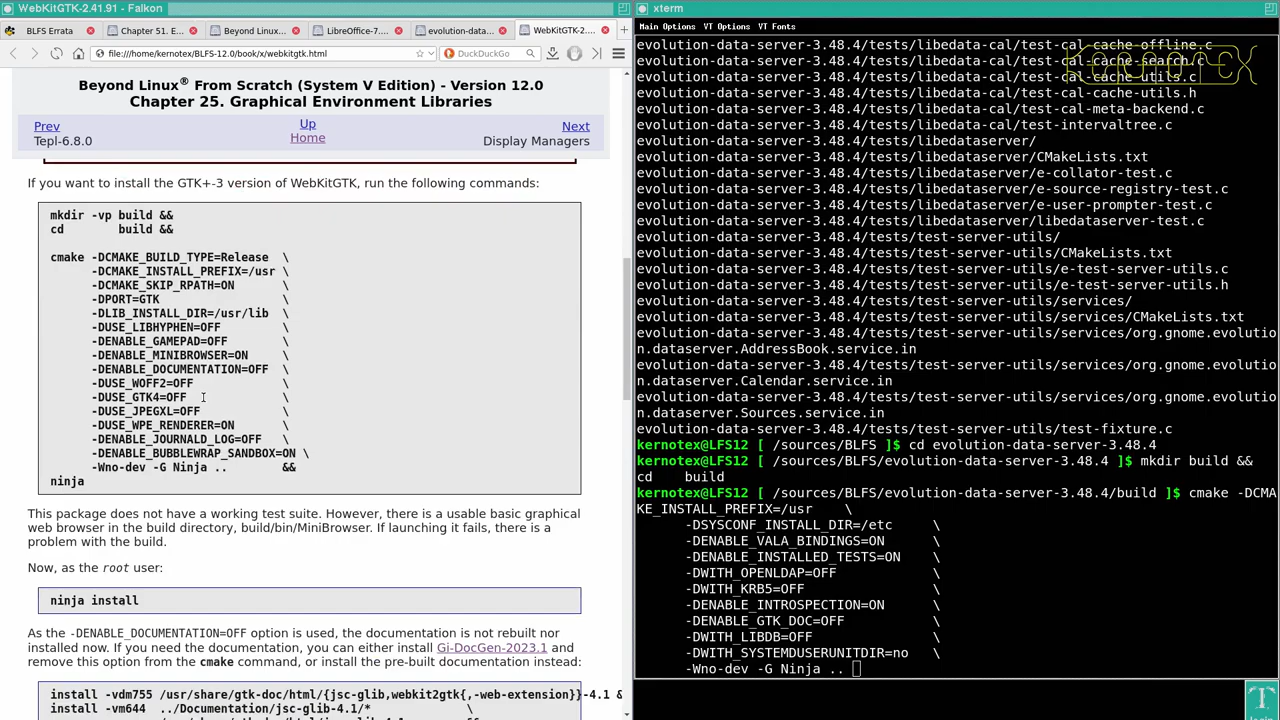 WebKitGTK-2.41.91 - Falkon
BLFS Errata
Chapter 51. E...
Beyond Linux...
LibreOffice-7...
evolution-data...
WebKitGTK-2....
file:///home/kernotex/BLFS-12.0/book/x/webkitgtk.html
DuckDuckGo
Beyond Linux® From Scratch (System V Edition) - Version 12.0
Chapter 25. Graphical Environment Libraries
Prev
Up
Next
Tepl-6.8.0
Home
Display Managers
If you want to install the GTK+-3 version of WebKitGTK, run the following commands:
mkdir -vp build &&
cd        build &&
cmake -DCMAKE_BUILD_TYPE=Release  \
-DCMAKE_INSTALL_PREFIX=/usr \
-DCMAKE_SKIP_RPATH=ON       \
-DPORT=GTK                  \
-DLIB_INSTALL_DIR=/usr/lib  \
-DUSE_LIBHYPHEN=OFF         \
-DENABLE_GAMEPAD=OFF        \
-DENABLE_MINIBROWSER=ON     \
-DENABLE_DOCUMENTATION=OFF  \
-DUSE_WOFF2=OFF             \
-DUSE_GTK4=OFF              \
-DUSE_JPEGXL=OFF            \
-DUSE_WPE_RENDERER=ON       \
-DENABLE_JOURNALD_LOG=OFF   \
-DENABLE_BUBBLEWRAP_SANDBOX=ON \
-Wno-dev -G Ninja ..        &&
ninja
This package does not have a working test suite. However, there is a usable basic graphical
web browser in the build directory, build/bin/MiniBrowser. If launching it fails, there is a
problem with the build.
Now, as the root user:
ninja install
As the -DENABLE_DOCUMENTATION=OFF option is used, the documentation is not rebuilt nor
installed now. If you need the documentation, you can either install Gi-DocGen-2023.1 and
remove this option from the cmake command, or install the pre-built documentation instead:
install -vdm755 /usr/share/gtk-doc/html/{jsc-glib,webkit2gtk{,-web-extension}}-4.1 &
install -vm644  ../Documentation/jsc-glib-4.1/*            \
xterm
Main Options  VT Options  VT Fonts
kernotex
evolution-data-server-3.48.4/tests/libedata-cal/test-cal-cache-offline.c
evolution-data-server-3.48.4/tests/libedata-cal/test-cal-cache-search.c
evolution-data-server-3.48.4/tests/libedata-cal/test-cal-cache-utils.c
evolution-data-server-3.48.4/tests/libedata-cal/test-cal-cache-utils.h
evolution-data-server-3.48.4/tests/libedata-cal/test-cal-meta-backend.c
evolution-data-server-3.48.4/tests/libedata-cal/test-intervaltree.c
evolution-data-server-3.48.4/tests/libedataserver/
evolution-data-server-3.48.4/tests/libedataserver/CMakeLists.txt
evolution-data-server-3.48.4/tests/libedataserver/e-collator-test.c
evolution-data-server-3.48.4/tests/libedataserver/e-source-registry-test.c
evolution-data-server-3.48.4/tests/libedataserver/e-user-prompter-test.c
evolution-data-server-3.48.4/tests/libedataserver/libedataserver-test.c
evolution-data-server-3.48.4/tests/test-server-utils/
evolution-data-server-3.48.4/tests/test-server-utils/CMakeLists.txt
evolution-data-server-3.48.4/tests/test-server-utils/e-test-server-utils.c
evolution-data-server-3.48.4/tests/test-server-utils/e-test-server-utils.h
evolution-data-server-3.48.4/tests/test-server-utils/services/
evolution-data-server-3.48.4/tests/test-server-utils/services/CMakeLists.txt
evolution-data-server-3.48.4/tests/test-server-utils/services/org.gnome.evolutio
n.dataserver.AddressBook.service.in
evolution-data-server-3.48.4/tests/test-server-utils/services/org.gnome.evolutio
n.dataserver.Calendar.service.in
evolution-data-server-3.48.4/tests/test-server-utils/services/org.gnome.evolutio
n.dataserver.Sources.service.in
evolution-data-server-3.48.4/tests/test-server-utils/test-fixture.c
kernotex@LFS12 [ /sources/BLFS ]$ cd evolution-data-server-3.48.4
kernotex@LFS12 [ /sources/BLFS/evolution-data-server-3.48.4 ]$ mkdir build &&
cd    build
kernotex@LFS12 [ /sources/BLFS/evolution-data-server-3.48.4/build ]$ cmake -DCMA
KE_INSTALL_PREFIX=/usr    \
-DSYSCONF_INSTALL_DIR=/etc     \
-DENABLE_VALA_BINDINGS=ON      \
-DENABLE_INSTALLED_TESTS=ON    \
-DWITH_OPENLDAP=OFF            \
-DWITH_KRB5=OFF                \
-DENABLE_INTROSPECTION=ON      \
-DENABLE_GTK_DOC=OFF           \
-DWITH_LIBDB=OFF               \
-DWITH_SYSTEMDUSERUNITDIR=no   \
-Wno-dev -G Ninja ..